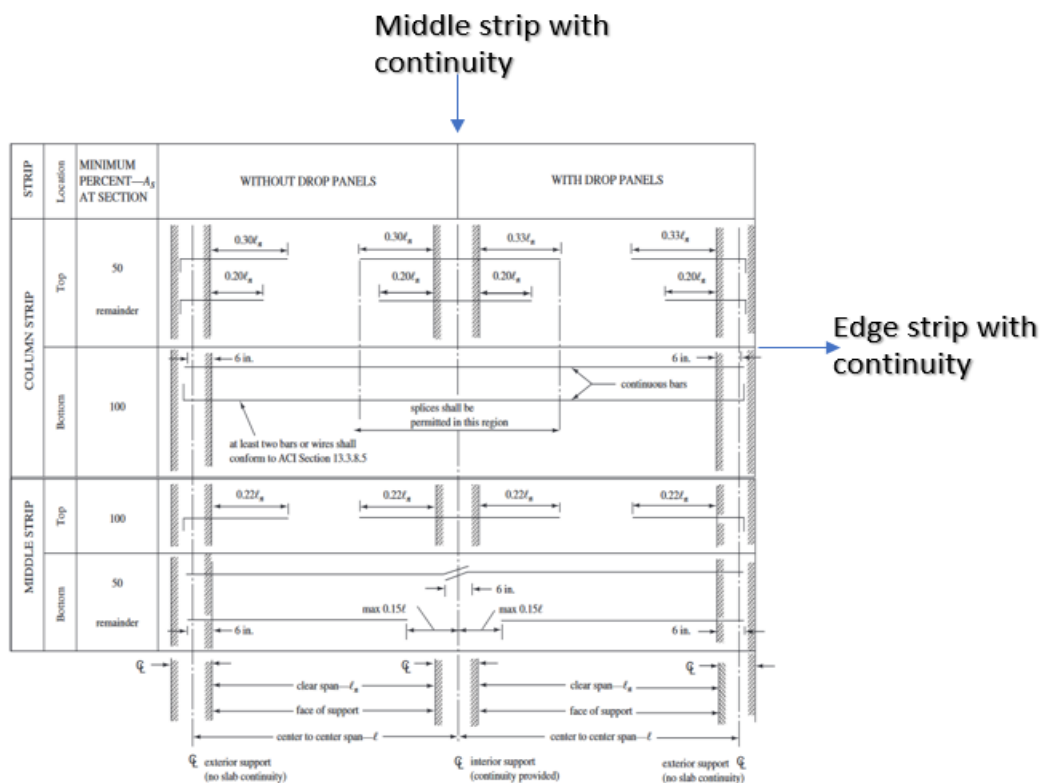 Middle strip with
continuity
STRIP
Location
MINIMUM
PERCENT—As
AT SECTION
WITHOUT DROP PANELS
WITH DROP PANELS
COLUMN STRIP
Top
50
remainder
0.30ℓn
0.30ℓn
0.33ℓn
0.33ℓn
0.20ℓn
0.20ℓn
0.20ℓn
0.20ℓn
Edge strip with
continuity
Bottom
100
6 in.
6 in.
continuous bars
splices shall be
permitted in this region
at least two bars or wires shall
conform to ACI Section 13.3.8.5
MIDDLE STRIP
Top
100
0.22ℓn
0.22ℓn
0.22ℓn
0.22ℓn
Bottom
50
remainder
6 in.
max 0.15ℓ
max 0.15ℓ
6 in.
6 in.
℄
℄
℄
clear span—ℓn
clear span—ℓn
face of support
face of support
center to center span—ℓ
center to center span—ℓ
℄ exterior support
(no slab continuity)
℄ interior support
(continuity provided)
exterior support ℄
(no slab continuity)